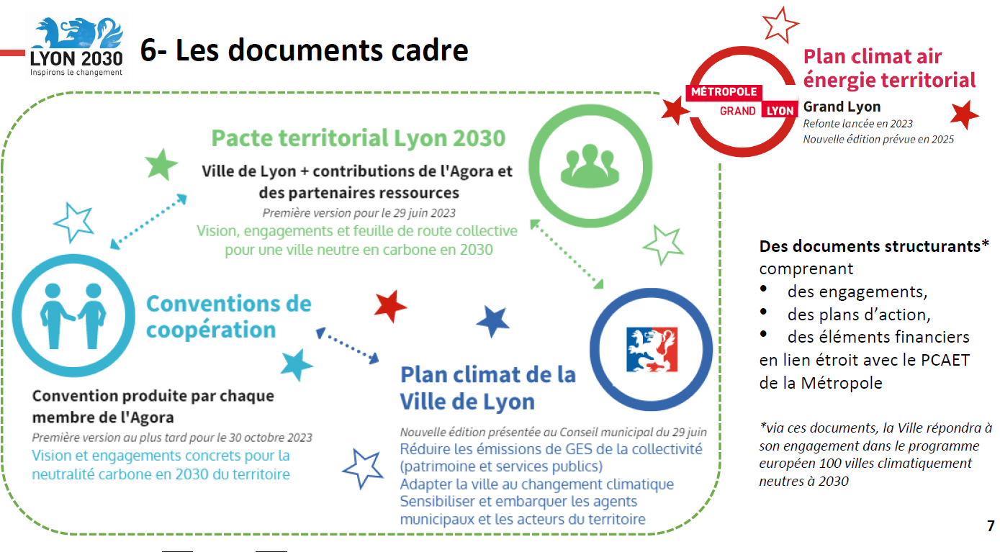 LYON 2030
Inspirons le changement
6- Les documents cadre
MÉTROPOLE
GRAND LYON
Plan climat air
énergie territorial
Grand Lyon
Refonte lancée en 2023
Nouvelle édition prévue en 2025
Pacte territorial Lyon 2030
Ville de Lyon + contributions de l'Agora et
des partenaires ressources
Première version pour le 29 juin 2023
Vision, engagements et feuille de route collective
pour une ville neutre en carbone en 2030
Conventions de
coopération
Convention produite par chaque
membre de l'Agora
Première version au plus tard pour le 30 octobre 2023
Vision et engagements concrets pour la
neutralité carbone en 2030 du territoire
Plan climat de la
Ville de Lyon
Nouvelle édition présentée au Conseil municipal du 29 juin
Réduire les émissions de GES de la collectivité
(patrimoine et services publics)
Adapter la ville au changement climatique
Sensibiliser et embarquer les agents
municipaux et les acteurs du territoire
Des documents structurants*
comprenant
• des engagements,
• des plans d’action,
• des éléments financiers
en lien étroit avec le PCAET
de la Métropole
*via ces documents, la Ville répondra à
son engagement dans le programme
européen 100 villes climatiquement
neutres à 2030
7